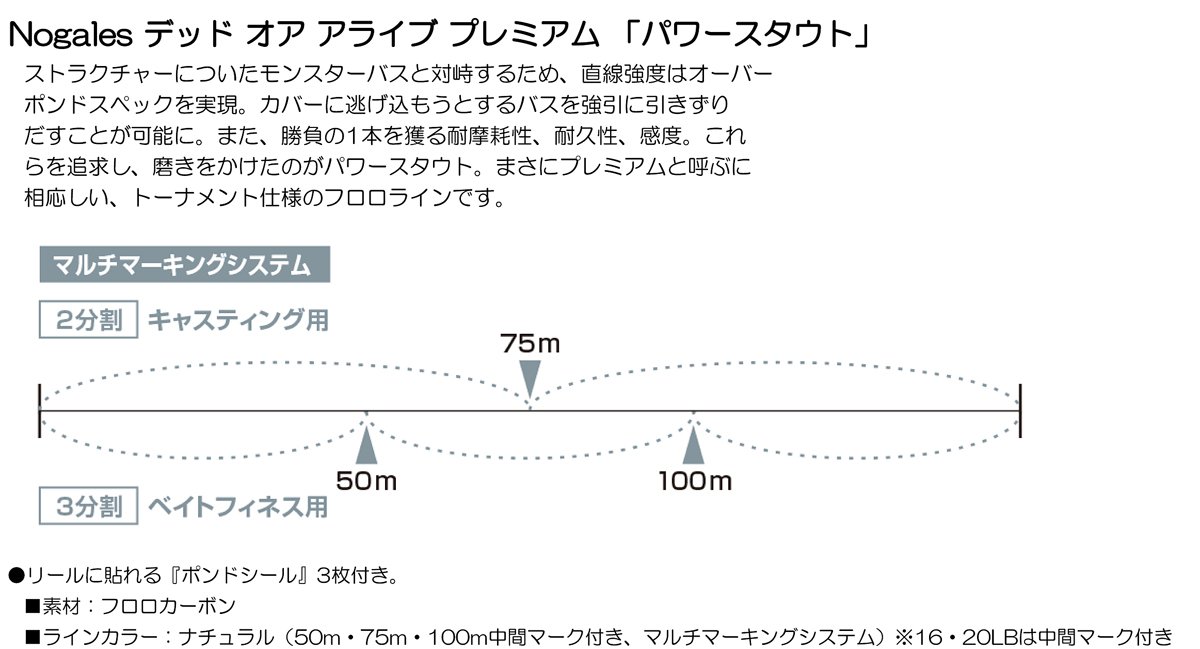 Nogales デッド オア アライブ プレミアム 「パワースタウト」
ストラクチャーについたモンスターバスと対峙するため、直線強度はオーバー
ポンドスペックを実現。カバーに逃げ込もうとするバスを強引に引きずり
だすことが可能に。また、勝負の1本を獲る耐摩耗性、耐久性、感度。これ
らを追求し、磨きをかけたのがパワースタウト。まさにプレミアムと呼ぶに
相応しい、トーナメント仕様のフロロラインです。
マルチマーキングシステム
2分割 キャスティング用
75m
50m 100m
3分割 ベイトフィネス用
●リールに貼れる『ポンドシール』3枚付き。
■素材：フロロカーボン
■ラインカラー：ナチュラル（50m・75m・100m中間マーク付き、マルチマーキングシステム）※16・20LBは中間マーク付き